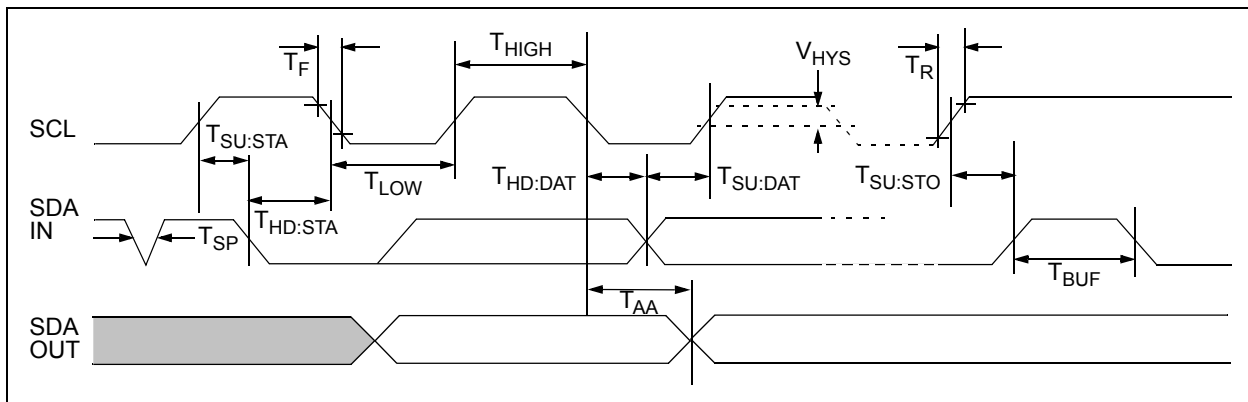 THIGH
VHYS
TF
TR
SCL
TSU:STA
TLOW
THD:DAT
TSU:DAT
TSU:STO
SDA
IN
TSP
THD:STA
TBUF
TAA
SDA
OUT